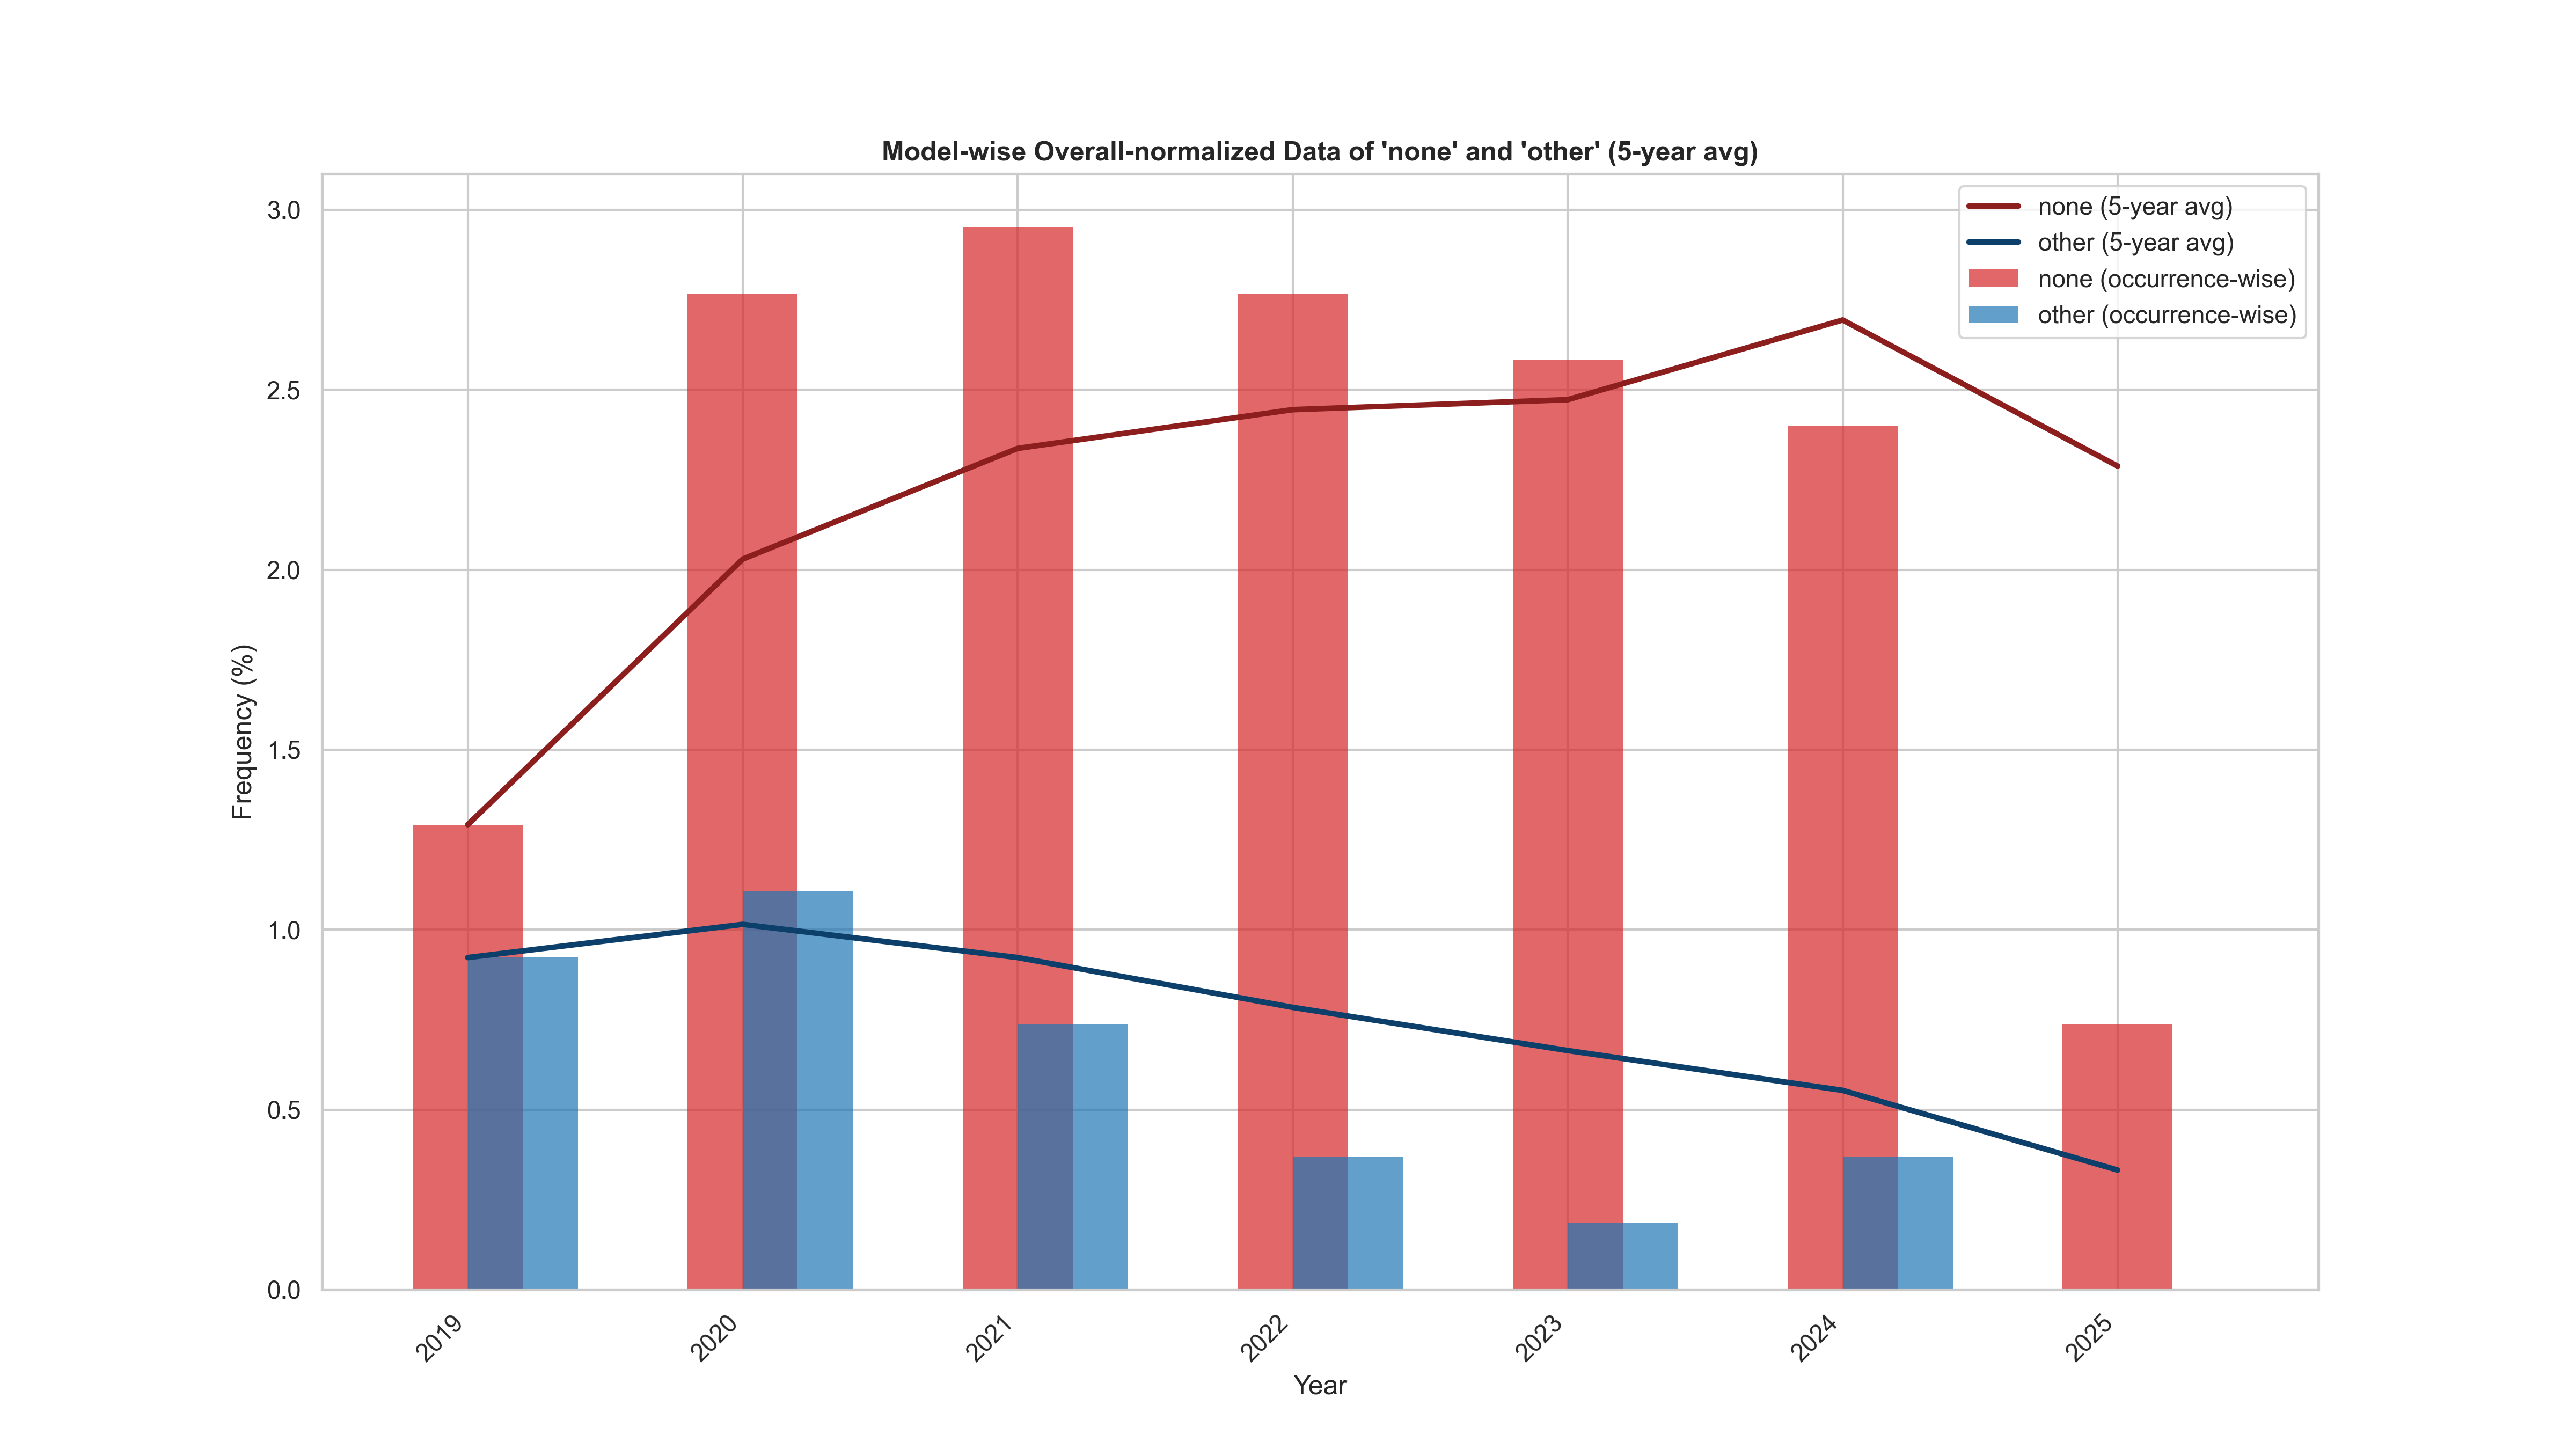 Model-wise Overall-normalized Data of 'none' and 'other' (5-year avg)
none (5-year avg)
other (5-year avg)
none (occurrence-wise)
other (occurrence-wise)
Frequency (%)
3.0
2.5
2.0
1.5
1.0
0.5
0.0
2019
2020
2021
2022
2023
2024
2025
Year